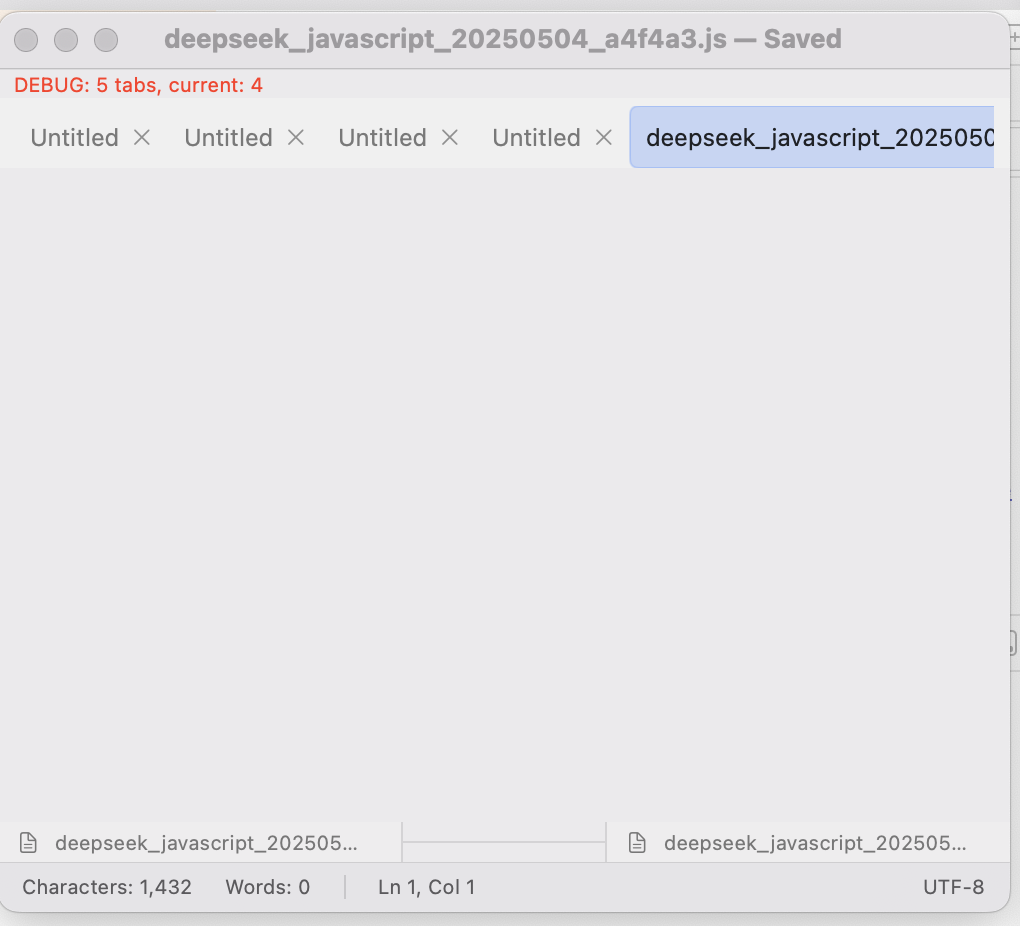 deepseek_javascript_20250504_a4f4a3.js — Saved
DEBUG: 5 tabs, current: 4
Untitled Untitled Untitled Untitled deepseek_javascript_2025050
deepseek_javascript_202505... deepseek_javascript_202505...
Characters: 1,432 Words: 0 Ln 1, Col 1 UTF-8